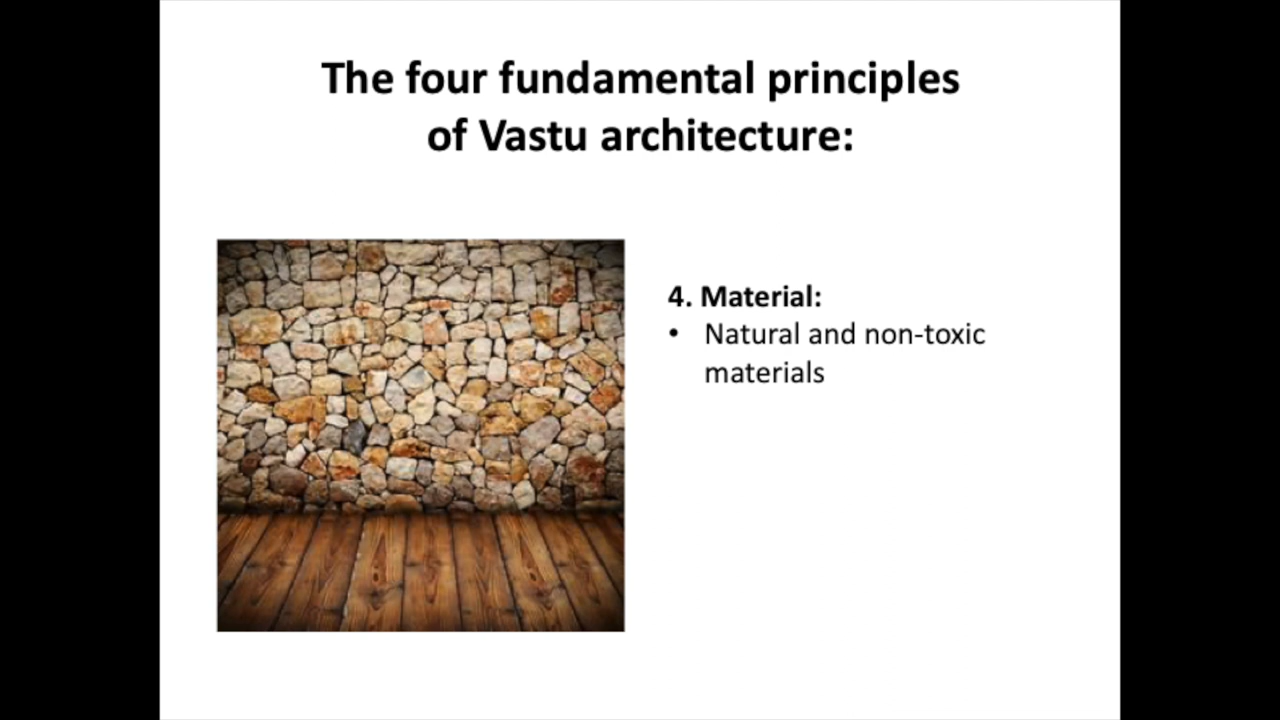 The four fundamental principles
of Vastu architecture:
4. Material:
• Natural and non-toxic
materials